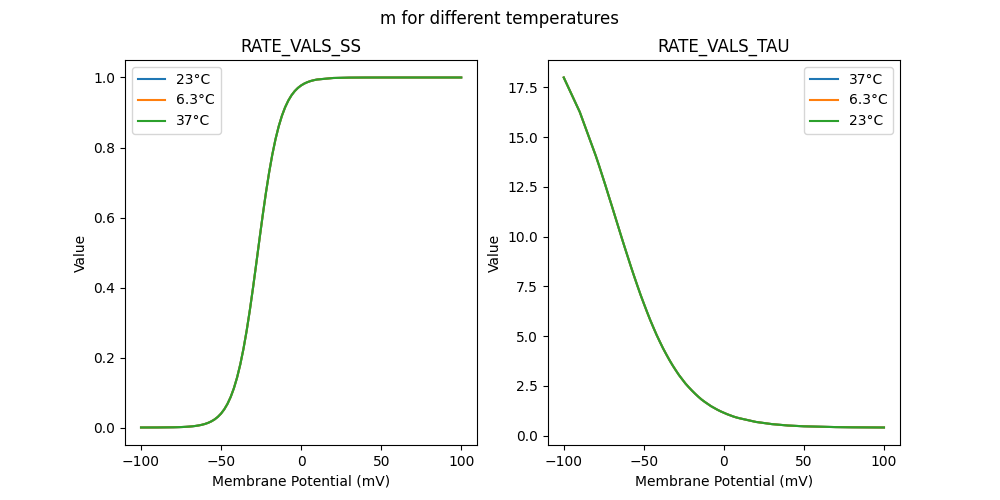 m for different temperatures
RATE_VALS_SS
RATE_VALS_TAU
23°C
6.3°C
37°C
37°C
6.3°C
23°C
1.0
0.8
0.6
0.4
0.2
0.0
Value
−100
−50
0
50
100
Membrane Potential (mV)
17.5
15.0
12.5
10.0
7.5
5.0
2.5
0.0
Value
−100
−50
0
50
100
Membrane Potential (mV)